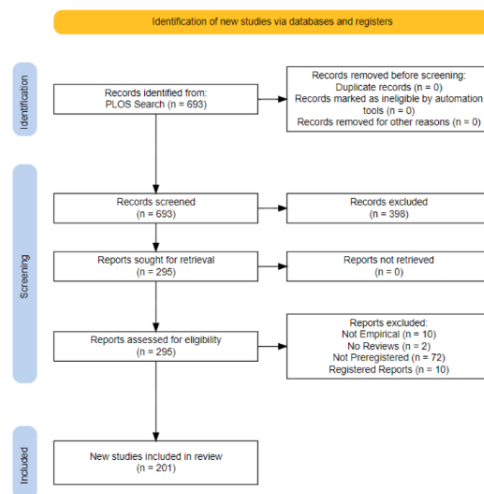 Identification of new studies via databases and registers
Identification
Records identified from:
PLOS Search (n = 693)
Records removed before screening:
Duplicate records (n = 0)
Records marked as ineligible by automation
tools (n = 0)
Records removed for other reasons (n = 0)
Screening
Records screened
(n = 693)
Records excluded
(n = 398)
Reports sought for retrieval
(n = 295)
Reports not retrieved
(n = 0)
Reports assessed for eligibility
(n = 295)
Reports excluded:
Not Empirical (n = 10)
No Reviews (n = 2)
Not Preregistered (n = 72)
Registered Reports (n = 10)
Included
New studies included in review
(n = 201)